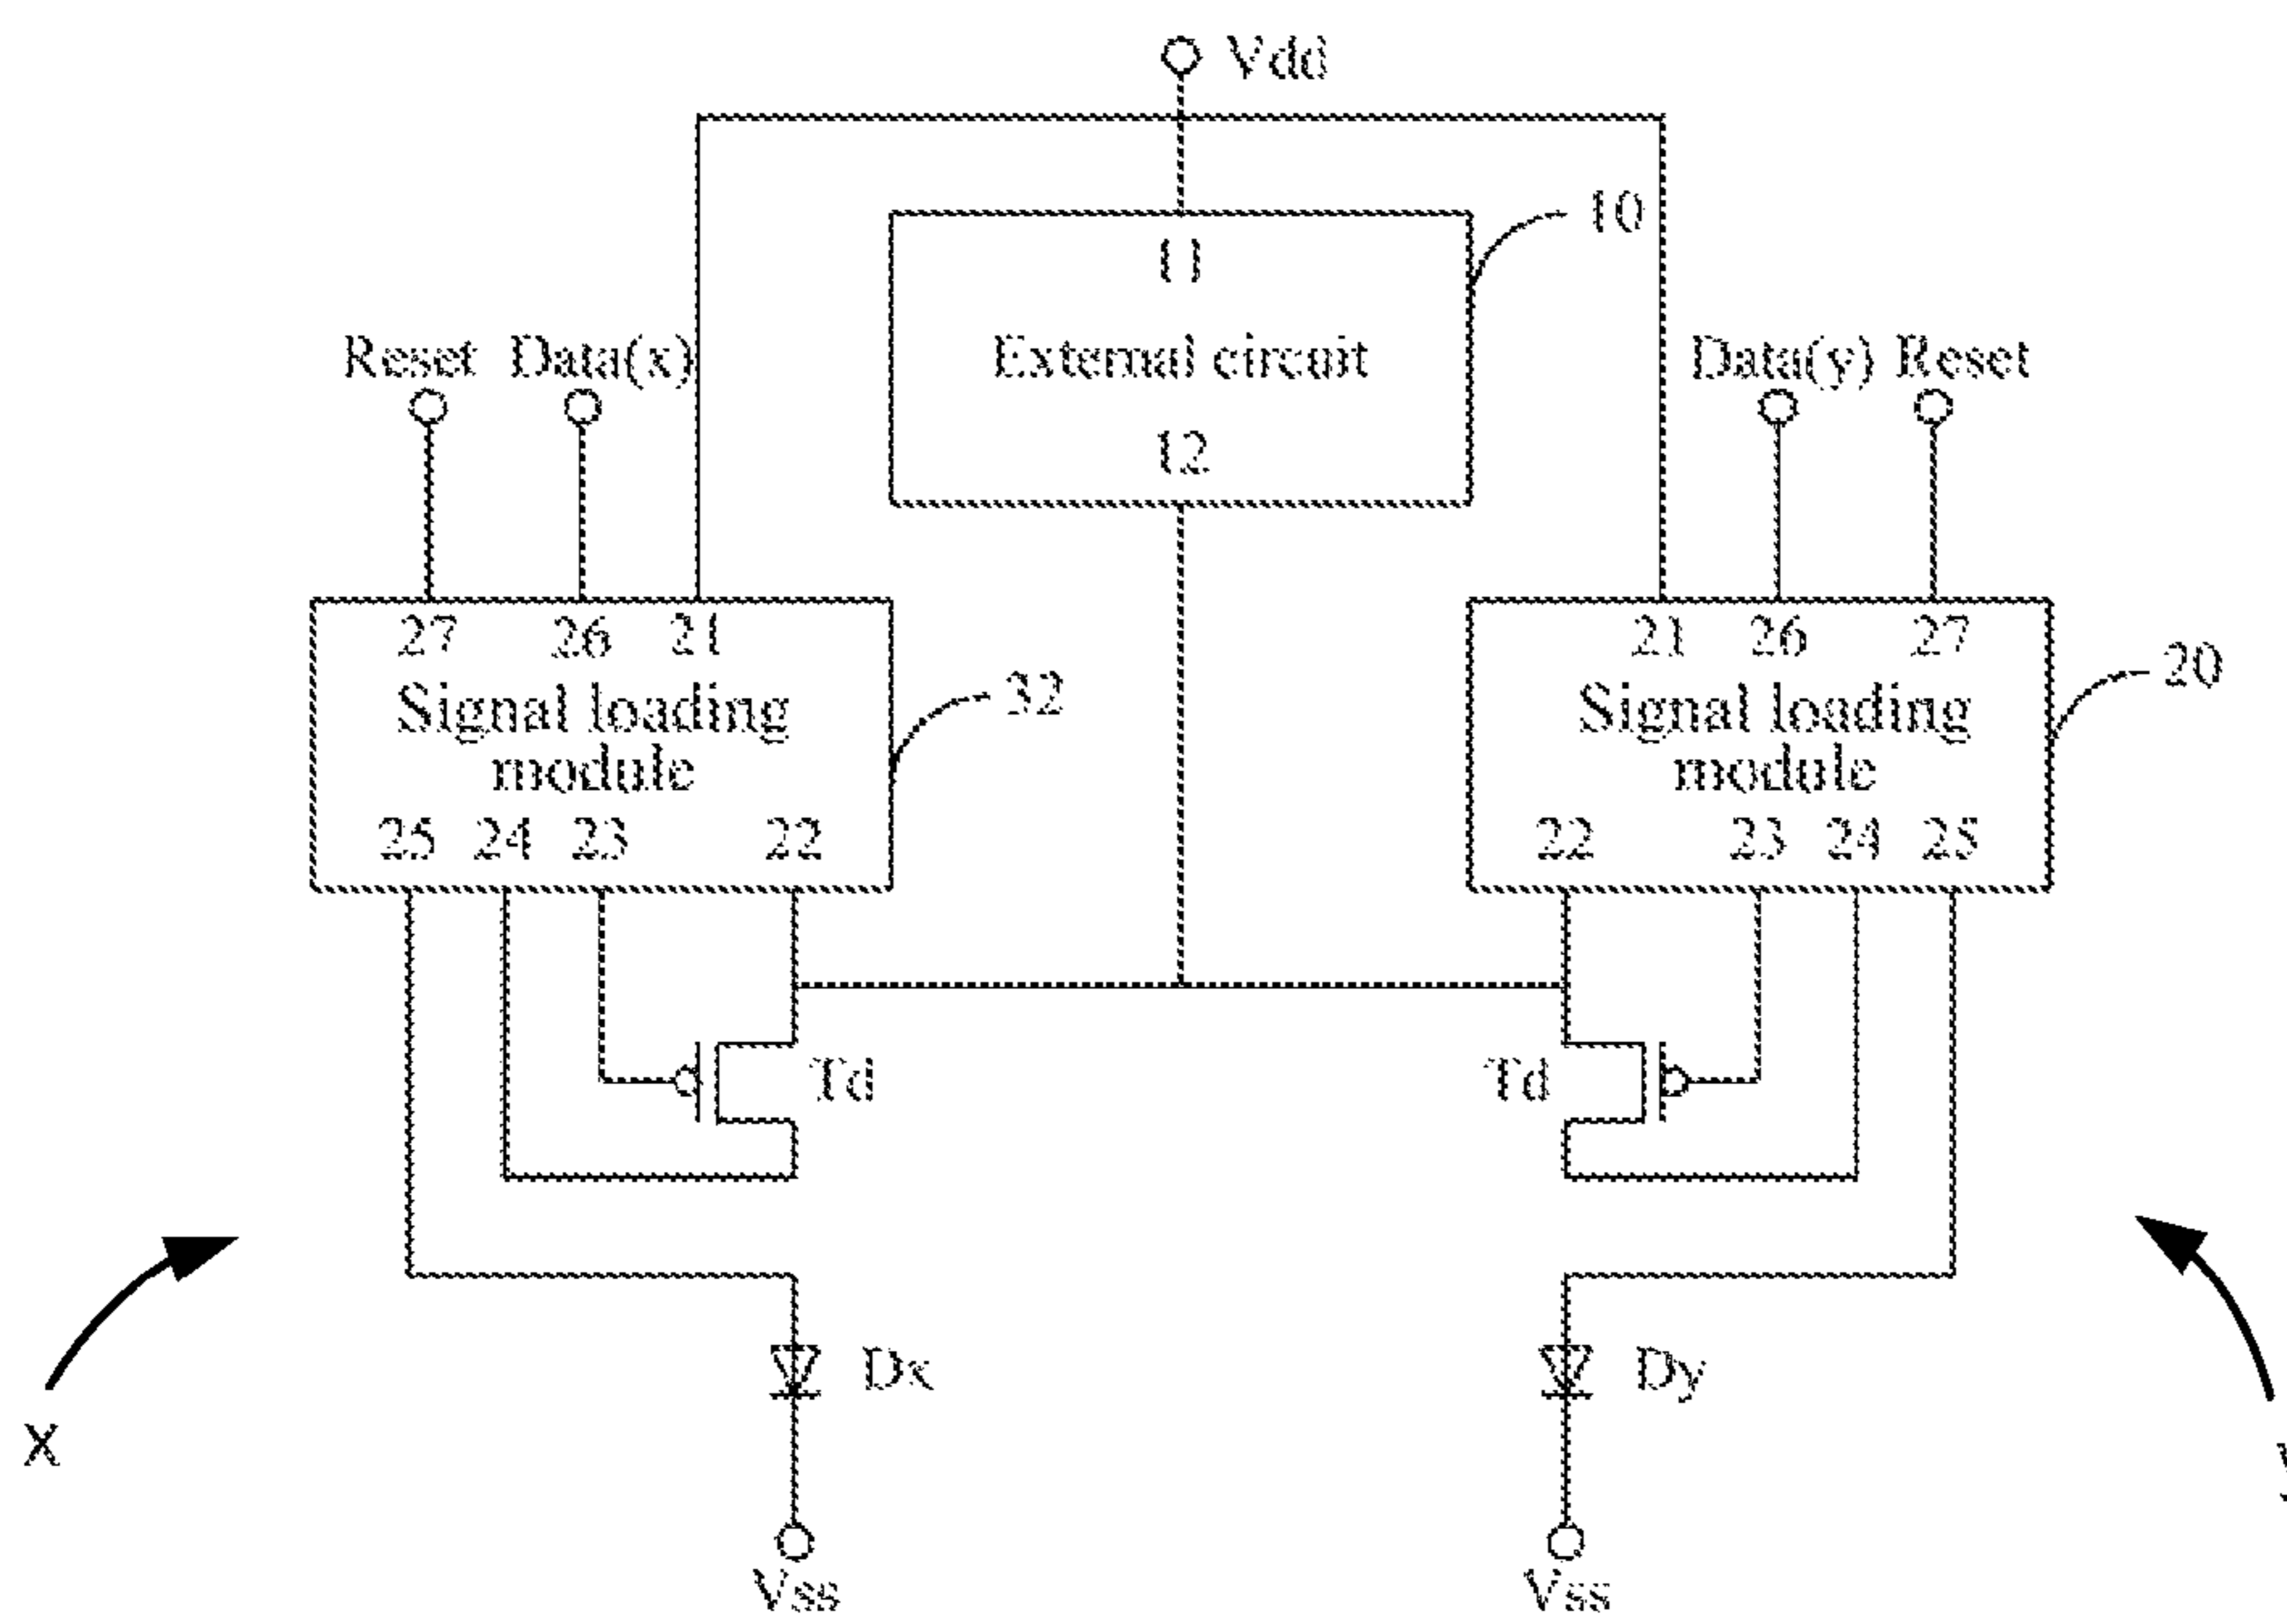 Vdd
10
11
External circuit
12
Reset Data(x)
Data(y) Reset
27 26 21
Signal loading
module
25 24 23 22
32
21 26 27
Signal loading
module
22 23 24 25
20
Td
Td
x
Dx
Dy
Vss
Vss